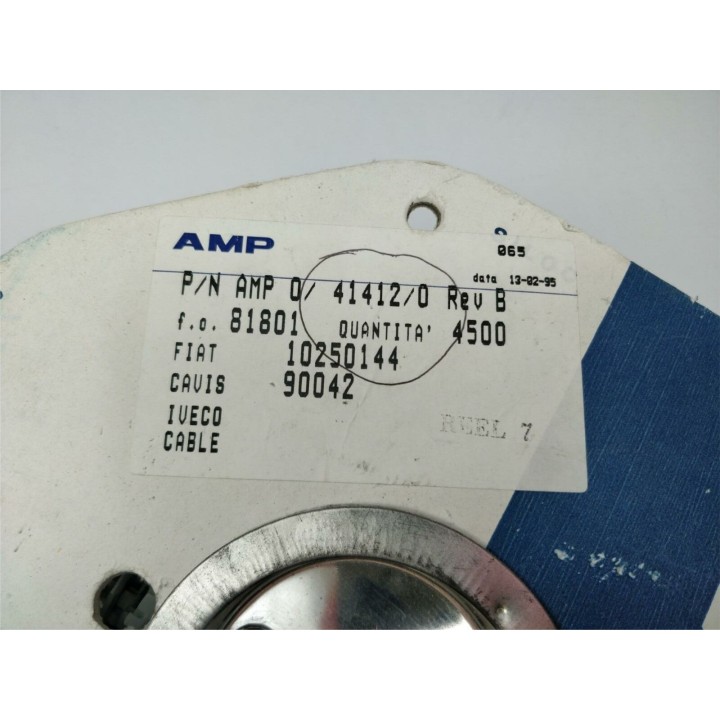 AMP
065
data 13-02-95
P/N AMP 0/ 41412/0 Rev B
f.o. 81801 QUANTITA' 4500
FIAT 10250144
CAVIS 90042
IVECO
CABLE
REEL 7